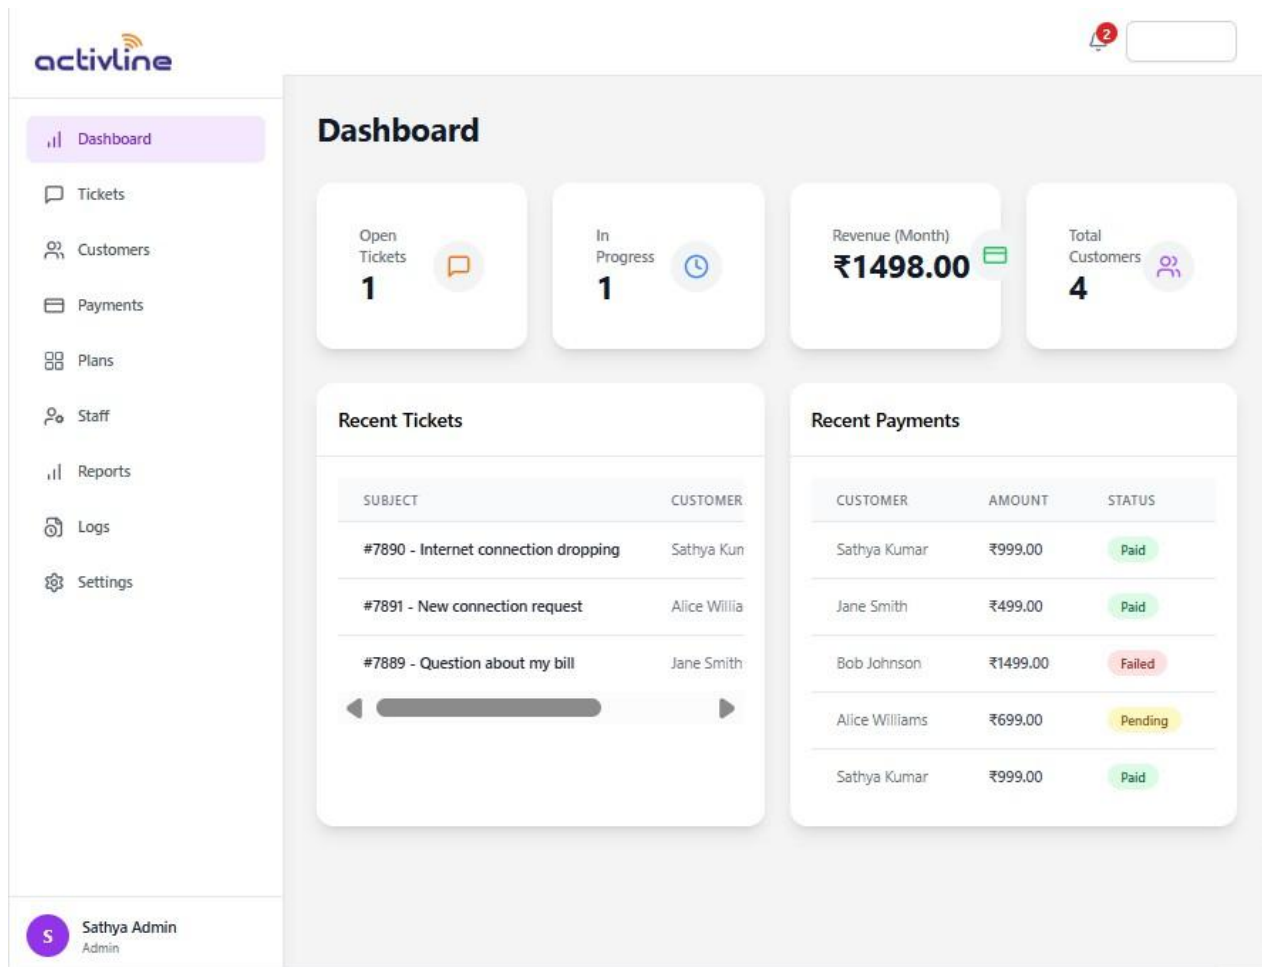 activline
2
Dashboard
Tickets
Customers
Payments
Plans
Staff
Reports
Logs
Settings
S
Sathya Admin
Admin
Dashboard
Open
Tickets
1
In
Progress
1
Revenue (Month)
₹1498.00
Total
Customers
4
Recent Tickets
SUBJECT CUSTOMER
#7890 - Internet connection dropping Sathya Kum
#7891 - New connection request Alice Willia
#7889 - Question about my bill Jane Smith
Recent Payments
CUSTOMER AMOUNT STATUS
Sathya Kumar ₹999.00 Paid
Jane Smith ₹499.00 Paid
Bob Johnson ₹1499.00 Failed
Alice Williams ₹699.00 Pending
Sathya Kumar ₹999.00 Paid